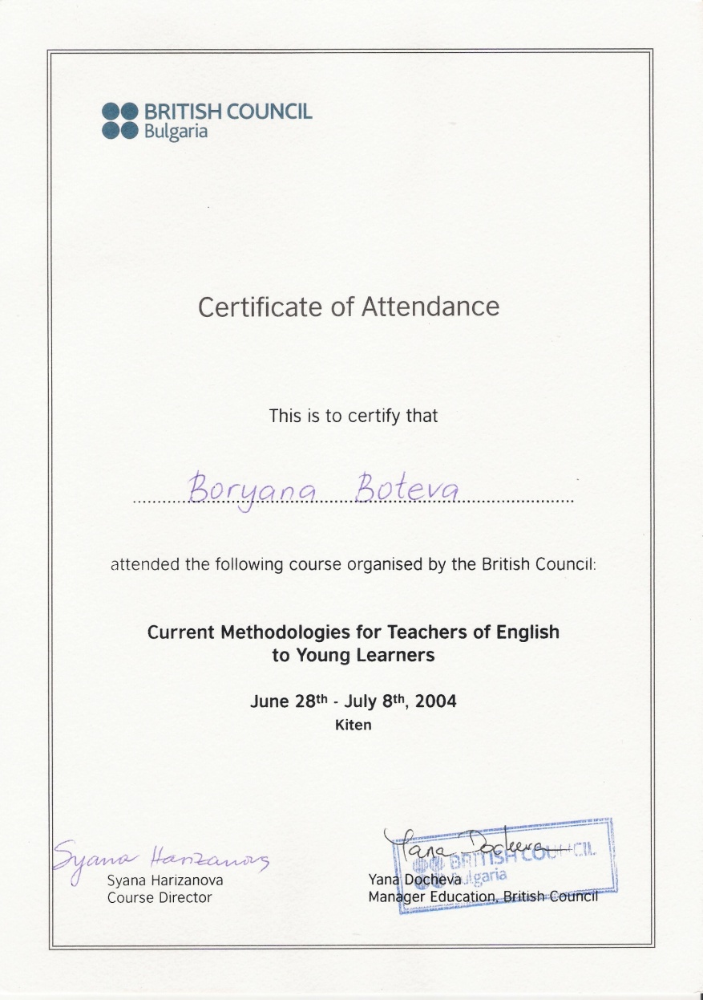 BRITISH COUNCIL
Bulgaria
Certificate of Attendance
This is to certify that
Boryana Boteva
attended the following course organised by the British Council:
Current Methodologies for Teachers of English
to Young Learners
June 28th - July 8th, 2004
Kiten
Syana Harizanova
Syana Harizanova
Course Director
Yana Docheva
BRITISH COUNCIL
Bulgaria
Yana Docheva
Manager Education, British Council